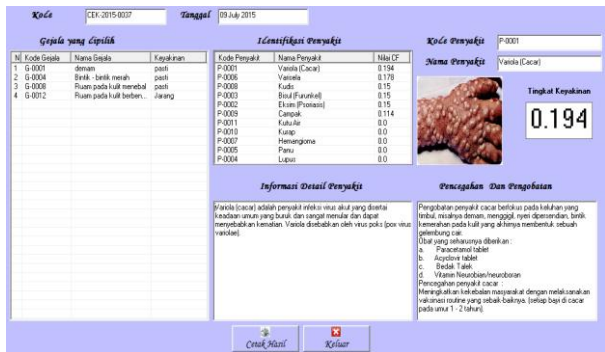 Kode CEK-2015-0037 Tanggal 09 July 2015
Gejala yang dipilih
N Kode Gejala Nama Gejala Keyakinan
1 G-0001 demam pasti
2 G-0004 Bintik - bintik merah pasti
3 G-0008 Ruam pada kulit menebal pasti
4 G-0012 Ruam pada kulit berben... Jarang
Identifikasi Penyakit
Kode Penyakit Nama Penyakit Nilai CF
P-0001 Variola (Cacar) 0.194
P-0006 Varisela 0.178
P-0008 Kudis 0.15
P-0003 Bisul (Furunkel) 0.15
P-0002 Eksim (Psoriasis) 0.15
P-0009 Campak 0.114
P-0011 Kutu Air 0.0
P-0010 Kurap 0.0
P-0007 Hemangioma 0.0
P-0005 Panu 0.0
P-0004 Lupus 0.0
Kode Penyakit P-0001
Nama Penyakit Variola (Cacar)
Tingkat Keyakinan
0.194
Informasi Detail Penyakit
Variola (cacar) adalah penyakit infeksi virus akut yang disertai
keadaan umum yang buruk dan sangat menular dan dapat
menyebabkan kematian. Variola disebabkan oleh virus poks (pox virus
variolae).
Pencegahan Dan Pengobatan
Pengobatan penyakit cacar berfokus pada keluhan yang
timbul, misalnya demam, menggigil, nyeri dipersendian, bintik
kemerahan pada kulit yang akhirnya membentuk sebuah
gelembung cair.
Obat yang seharusnya diberikan :
a. Paracetamol tablet
b. Acyclovir tablet
c. Bedak Talek
d. Vitamin Neurobian/neuroboran
Pencegahan penyakit cacar :
Meningkatkan kekebalan masyarakat dengan melaksanakan
vaksinasi routine yang sebaik-baiknya. (setiap bayi di cacar
pada umur 1 - 2 tahun).
Cetak Hasil
Keluar